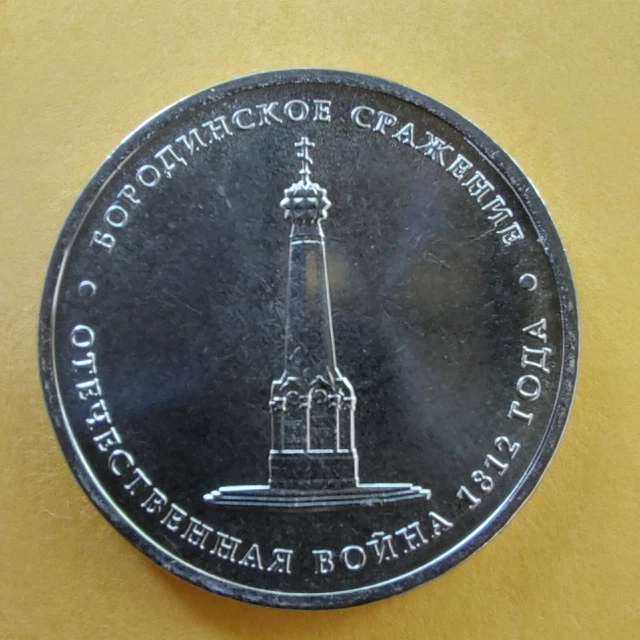 БОРОДИНСКОЕ СРАЖЕНИЕ
ОТЕЧЕСТВЕННАЯ ВОЙНА 1812 ГОДА